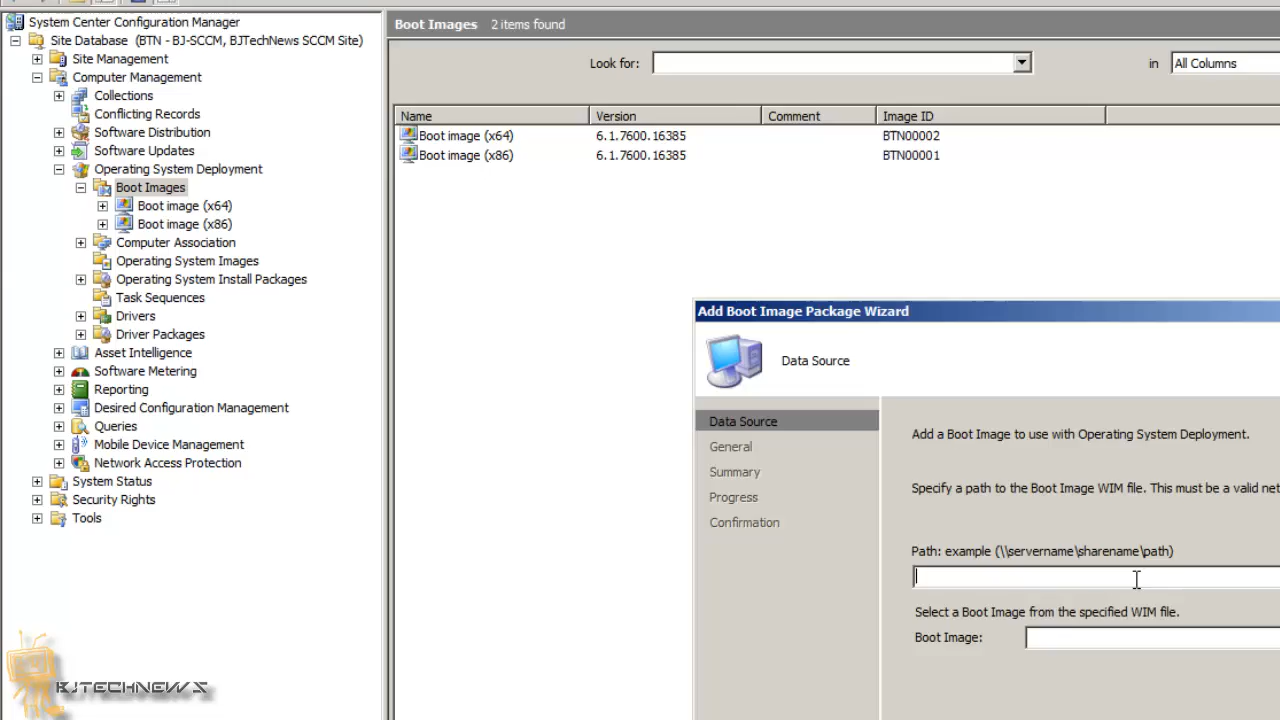 System Center Configuration Manager
Site Database (BTN - BJ-SCCM, BJTechNews SCCM Site)
Site Management
Computer Management
Collections
Conflicting Records
Software Distribution
Software Updates
Operating System Deployment
Boot Images
Boot image (x64)
Boot image (x86)
Computer Association
Operating System Images
Operating System Install Packages
Task Sequences
Drivers
Driver Packages
Asset Intelligence
Software Metering
Reporting
Desired Configuration Management
Queries
Mobile Device Management
Network Access Protection
System Status
Security Rights
Tools
Boot Images 2 items found
Look for: in All Columns
Name Version Comment Image ID
Boot image (x64) 6.1.7600.16385 BTN00002
Boot image (x86) 6.1.7600.16385 BTN00001
Add Boot Image Package Wizard
Data Source
Data Source
General
Summary
Progress
Confirmation
Add a Boot Image to use with Operating System Deployment.
Specify a path to the Boot Image WIM file. This must be a valid net
Path: example (\\servername\sharename\path)
Select a Boot Image from the specified WIM file.
Boot Image:
BJTECHNEWS